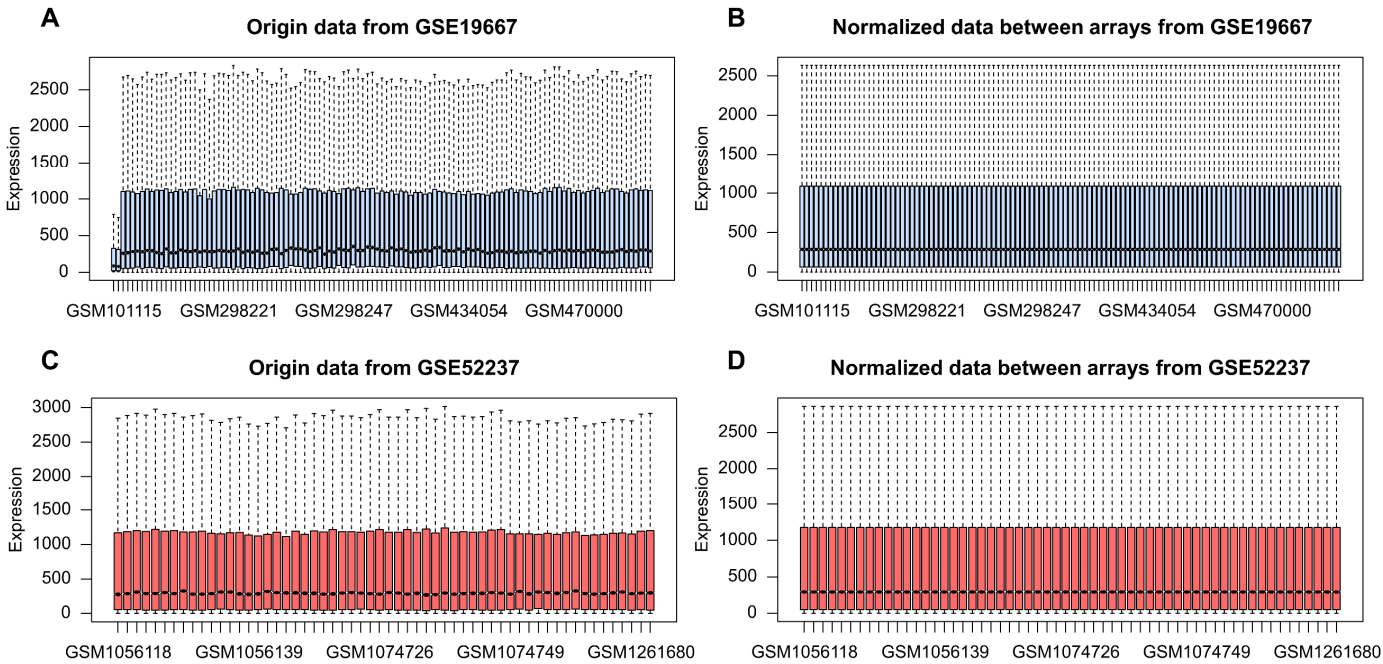 A
Origin data from GSE19667
Expression
2500
2000
1500
1000
500
0
GSM101115 GSM298221 GSM298247 GSM434054 GSM470000
B
Normalized data between arrays from GSE19667
Expression
2500
2000
1500
1000
500
0
GSM101115 GSM298221 GSM298247 GSM434054 GSM470000
C
Origin data from GSE52237
Expression
3000
2500
2000
1500
1000
500
0
GSM1056118 GSM1056139 GSM1074726 GSM1074749 GSM1261680
D
Normalized data between arrays from GSE52237
Expression
2500
2000
1500
1000
500
0
GSM1056118 GSM1056139 GSM1074726 GSM1074749 GSM1261680